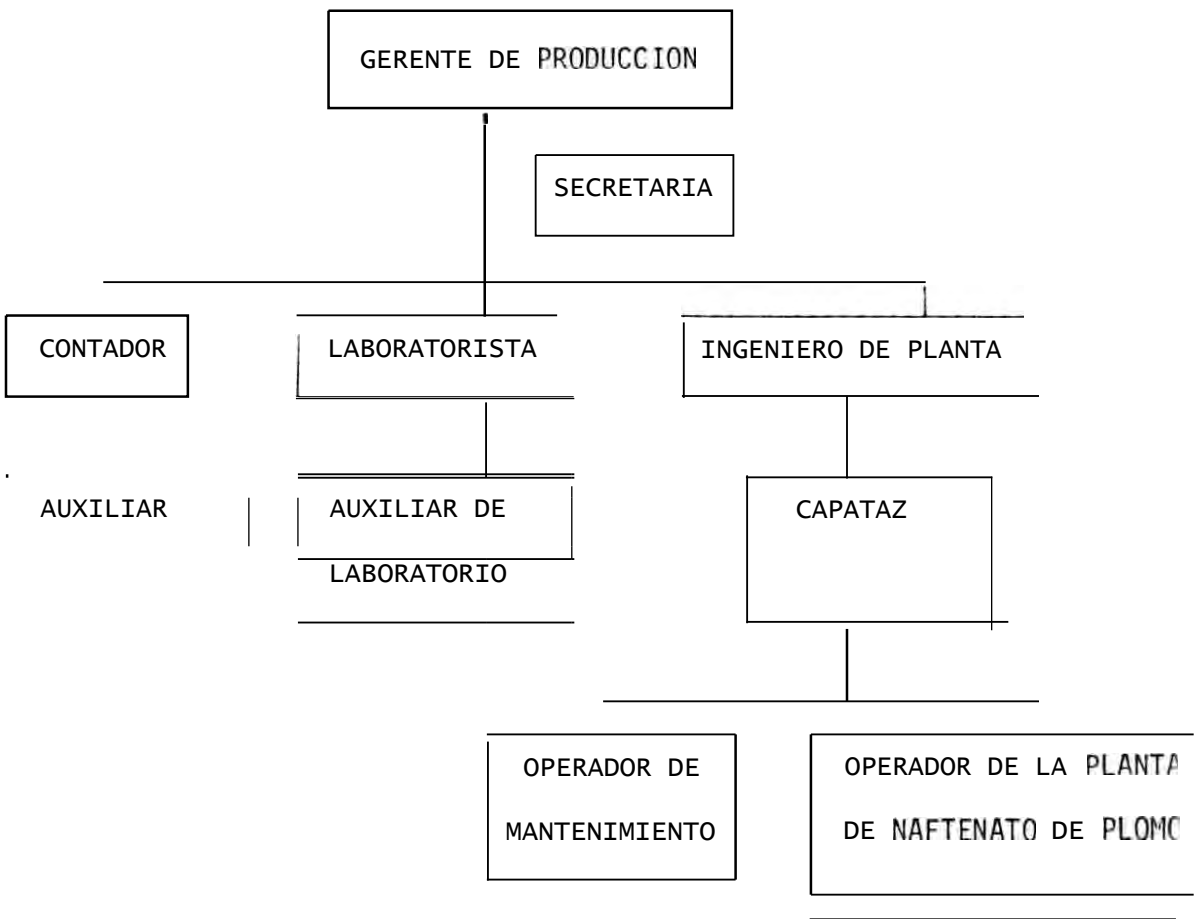 GERENTE DE PRODUCCION
SECRETARIA
CONTADOR
LABORATORISTA
INGENIERO DE PLANTA
AUXILIAR
AUXILIAR DE
LABORATORIO
CAPATAZ
OPERADOR DE
MANTENIMIENTO
OPERADOR DE LA PLANTA
DE NAFTENATO DE PLOMO